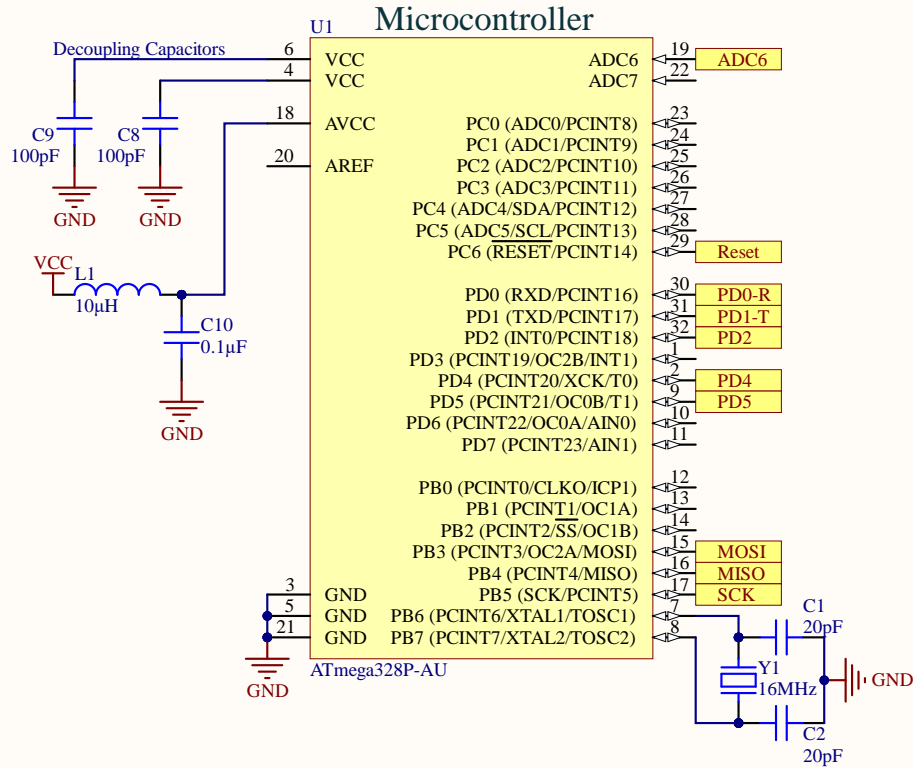 Microcontroller
U1
Decoupling Capacitors
6 VCC
4 VCC
18 AVCC
20 AREF
C9
100pF
C8
100pF
GND
GND
VCC
L1
10µH
C10
0.1µF
GND
3 GND
5 GND
21 GND
GND
ADC6 19 ADC6
ADC7 22
PC0 (ADC0/PCINT8) 23
PC1 (ADC1/PCINT9) 24
PC2 (ADC2/PCINT10) 25
PC3 (ADC3/PCINT11) 26
PC4 (ADC4/SDA/PCINT12) 27
PC5 (ADC5/SCL/PCINT13) 28
PC6 (RESET/PCINT14) 29 Reset
PD0 (RXD/PCINT16) 30 PD0-R
PD1 (TXD/PCINT17) 31 PD1-T
PD2 (INT0/PCINT18) 32 PD2
PD3 (PCINT19/OC2B/INT1) 1
PD4 (PCINT20/XCK/T0) 2 PD4
PD5 (PCINT21/OC0B/T1) 9 PD5
PD6 (PCINT22/OC0A/AIN0) 10
PD7 (PCINT23/AIN1) 11
PB0 (PCINT0/CLKO/ICP1) 12
PB1 (PCINT1/OC1A) 13
PB2 (PCINT2/SS/OC1B) 14
PB3 (PCINT3/OC2A/MOSI) 15 MOSI
PB4 (PCINT4/MISO) 16 MISO
PB5 (SCK/PCINT5) 17 SCK
PB6 (PCINT6/XTAL1/TOSC1) 7
PB7 (PCINT7/XTAL2/TOSC2) 8
ATmega328P-AU
C1
20pF
Y1
16MHz
GND
C2
20pF